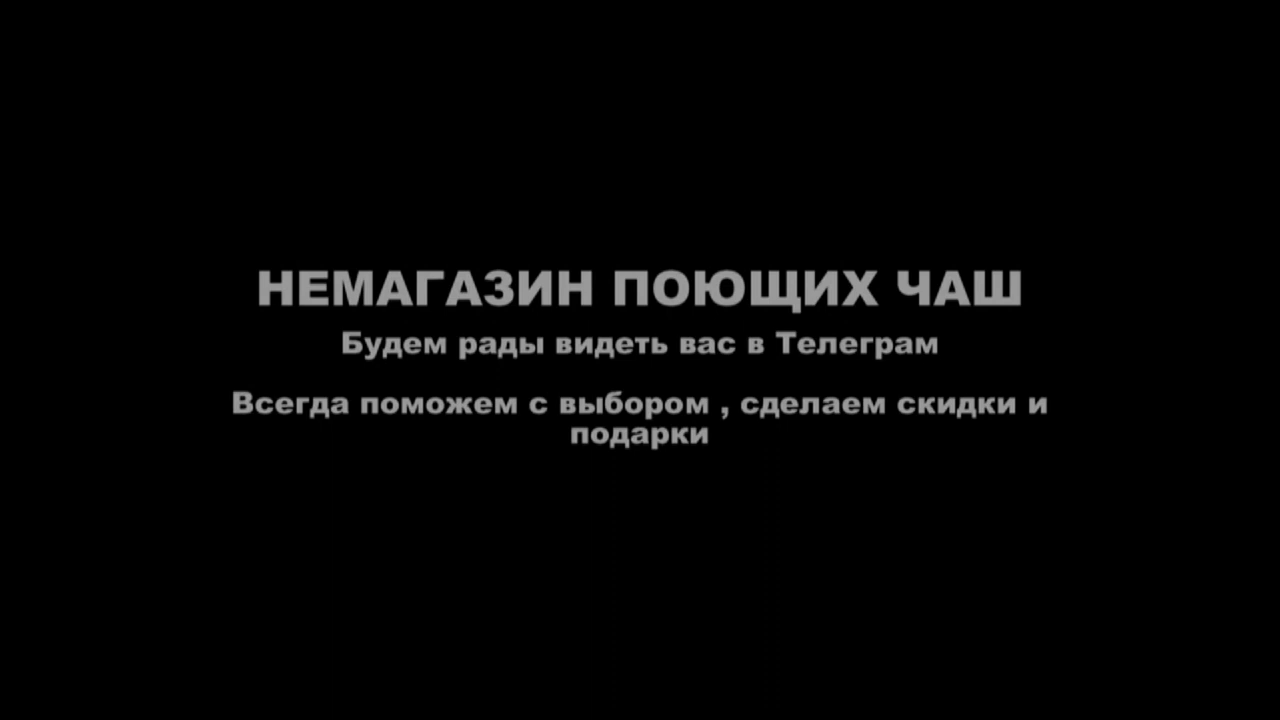 НЕМАГАЗИН ПОЮЩИХ ЧАШ
Будем рады видеть вас в Телеграм
Всегда поможем с выбором , сделаем скидки и
подарки